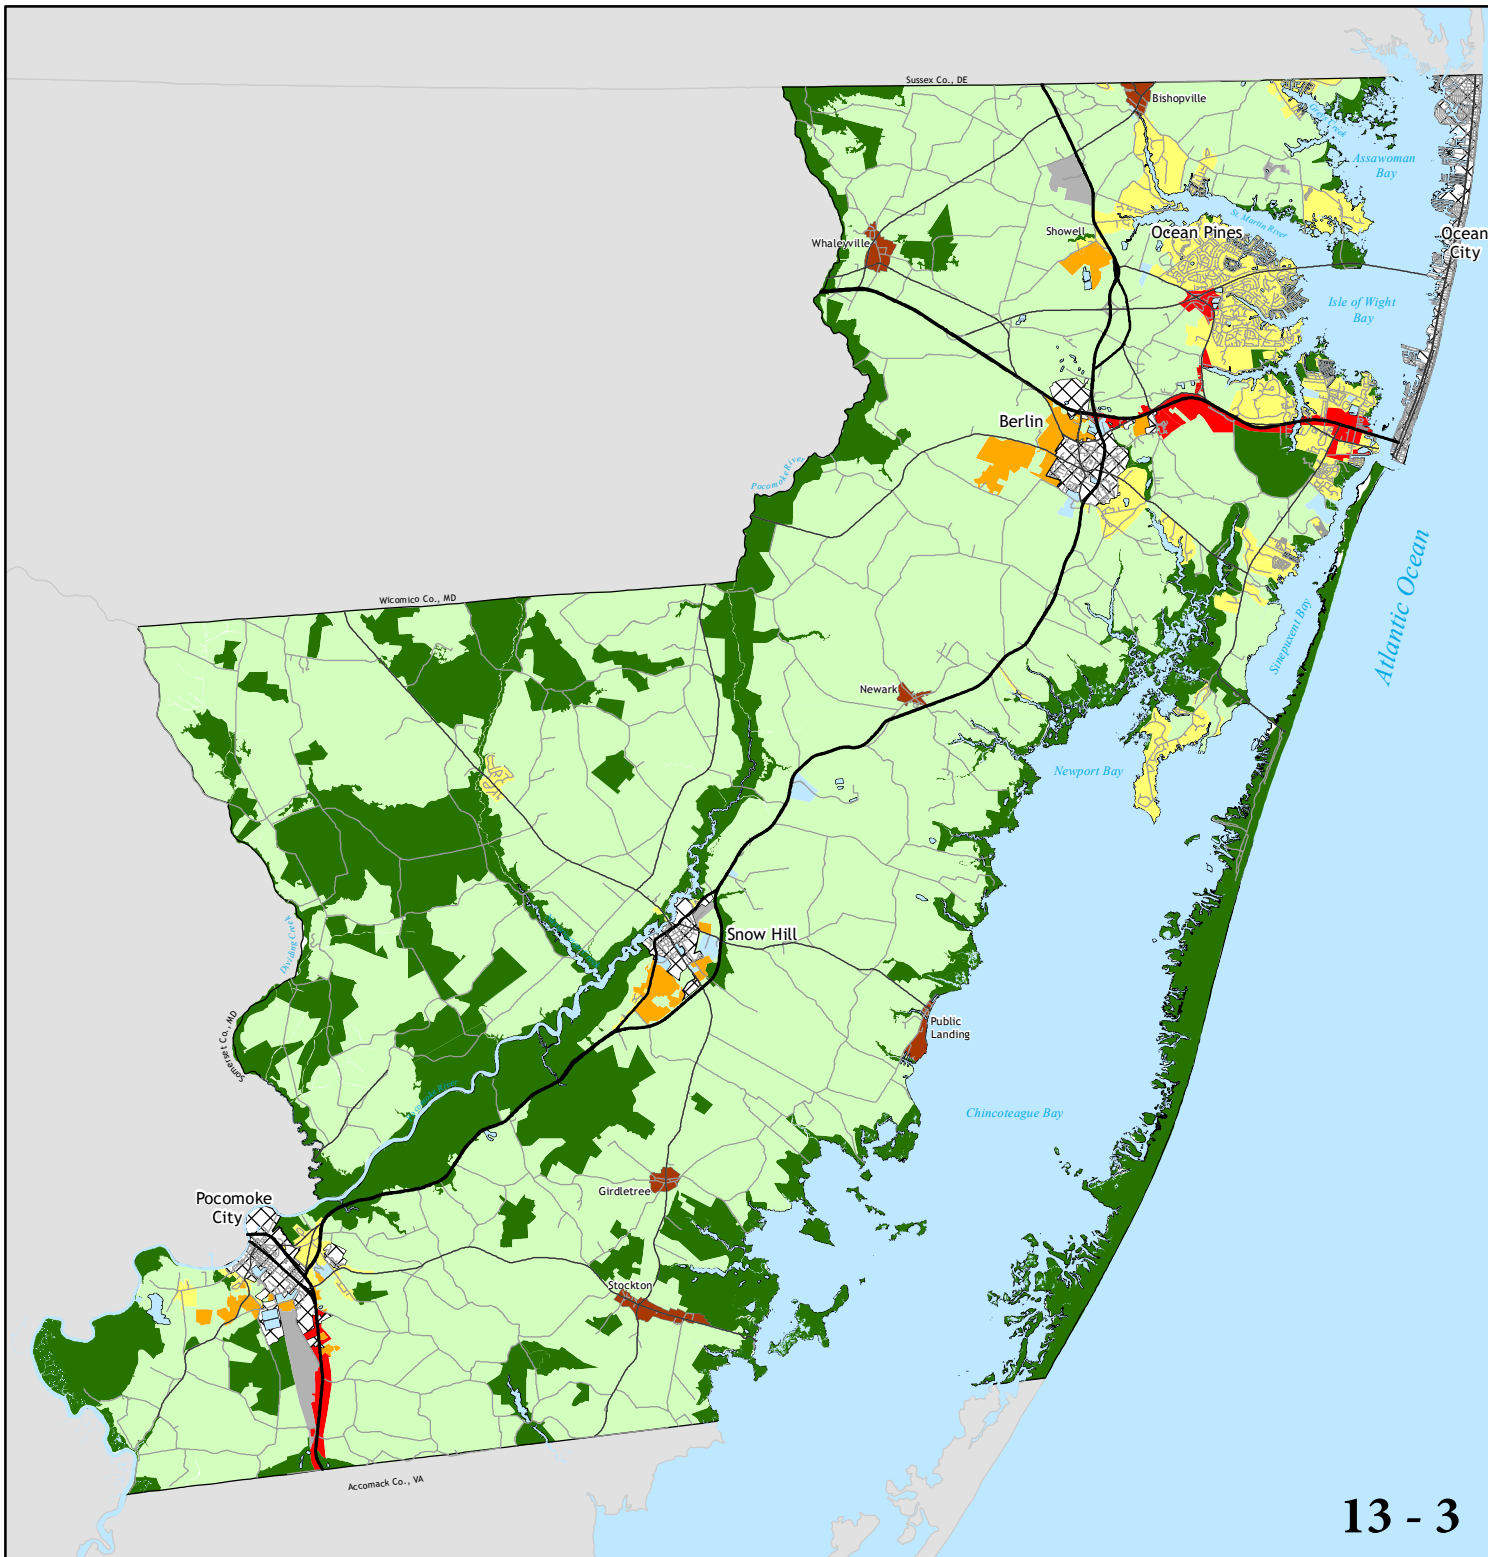 Sussex Co., DE
Bishopville
Assawoman
Bay
St. Martin River
Showell
Ocean Pines
Ocean
City
Whaleyville
Isle of Wight
Bay
Berlin
Pocomoke River
Atlantic Ocean
Wicomico Co., MD
Sinepuxent Bay
Newark
Newport Bay
Snow Hill
Dividing Creek
Public
Landing
Somerset Co., MD
Chincoteague Bay
Pocomoke
City
Girdletree
Stockton
Accomack Co., VA
13 - 3